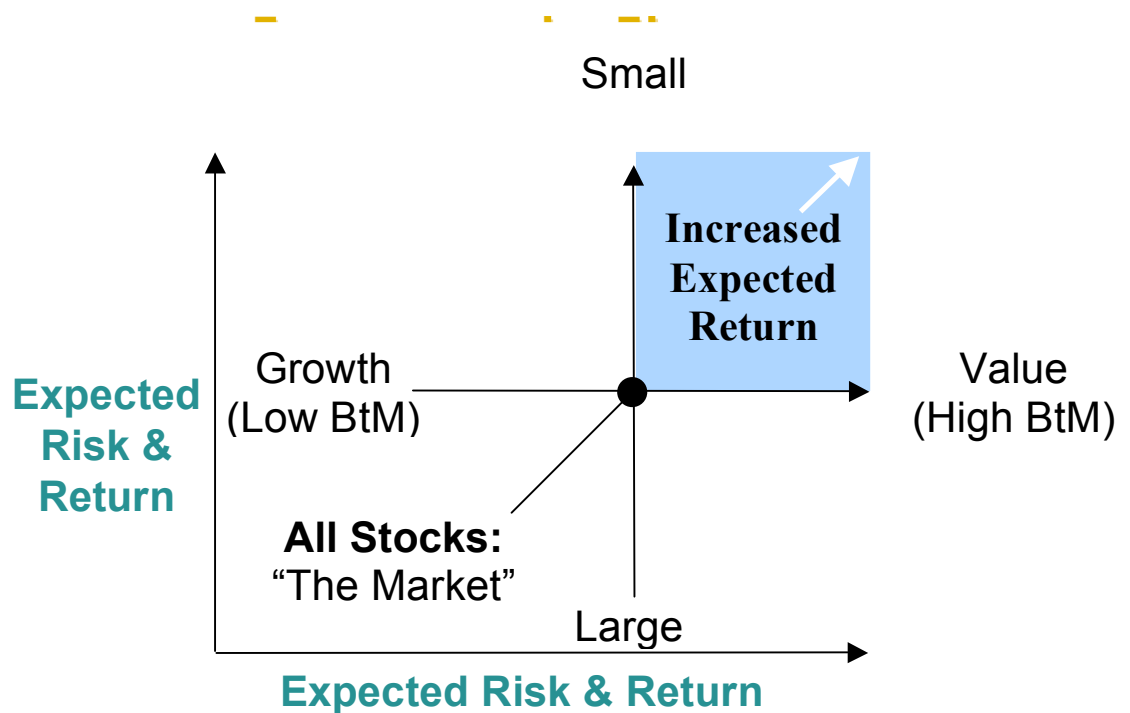 Small
Increased
Expected
Return
Growth
(Low BtM)
Value
(High BtM)
Expected
Risk &
Return
All Stocks:
“The Market”
Large
Expected Risk & Return